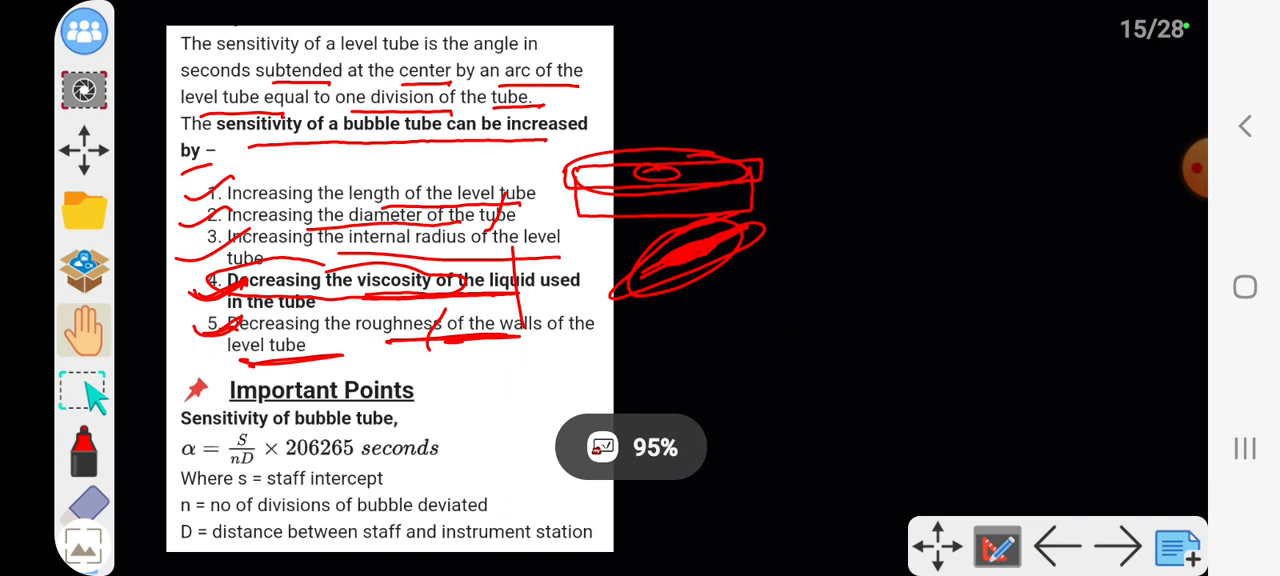 15/28
The sensitivity of a level tube is the angle in
seconds subtended at the center by an arc of the
level tube equal to one division of the tube.
The sensitivity of a bubble tube can be increased
by –
1. Increasing the length of the level tube
2. Increasing the diameter of the tube
3. Increasing the internal radius of the level
tube
4. Decreasing the viscosity of the liquid used
in the tube
5. Decreasing the roughness of the walls of the
level tube
Important Points
Sensitivity of bubble tube,
α = S/nD × 206265 seconds
Where s = staff intercept
n = no of divisions of bubble deviated
D = distance between staff and instrument station
95%